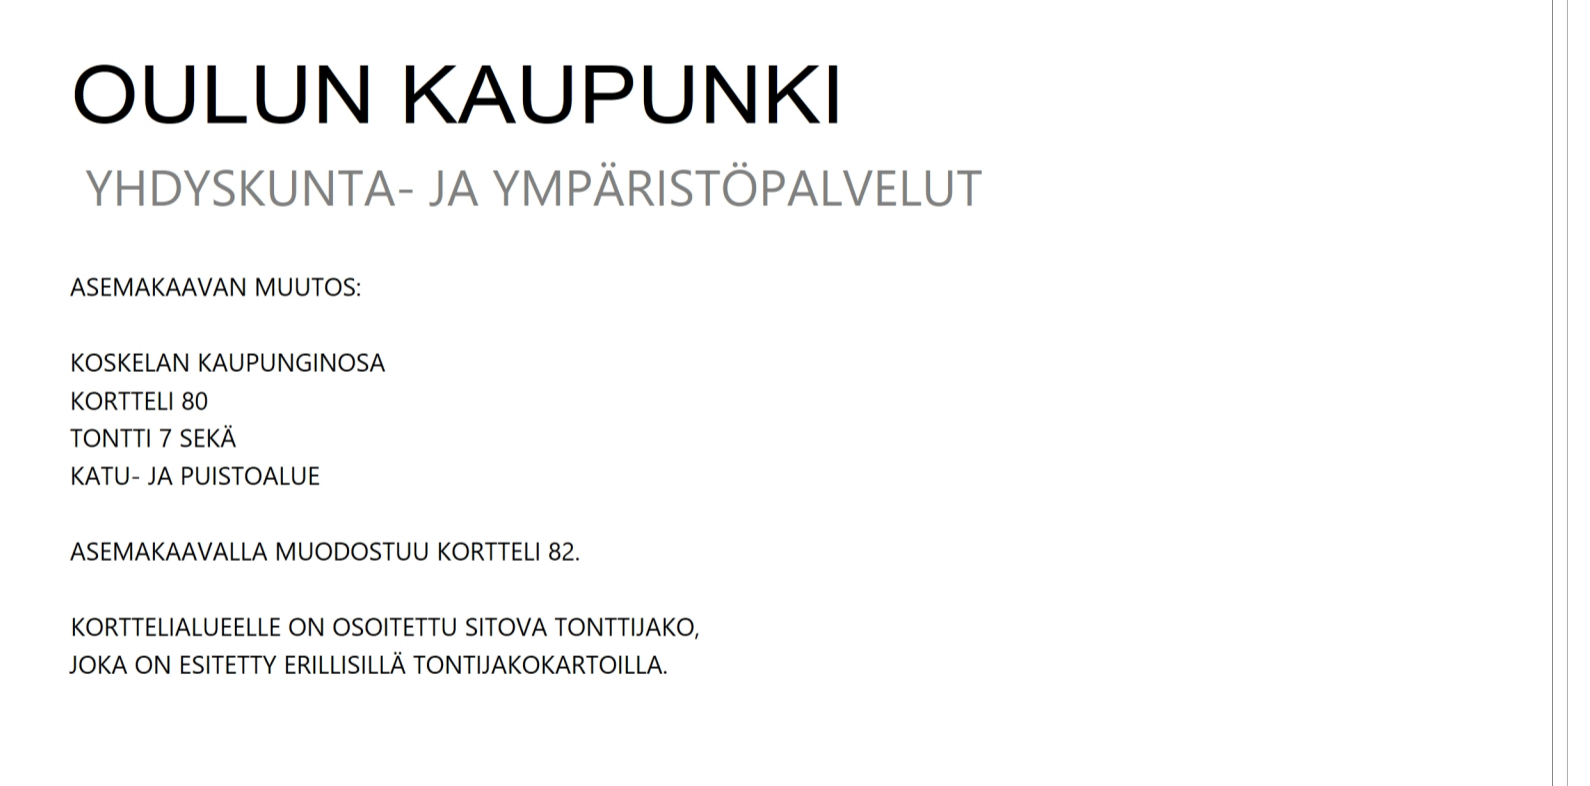 OULUN KAUPUNKI
YHDYSKUNTA- JA YMPÄRISTÖPALVELUT
ASEMAKAAVAN MUUTOS:
KOSKELAN KAUPUNGINOSA
KORTTELI 80
TONTTI 7 SEKÄ
KATU- JA PUISTOALUE
ASEMAKAAVALLA MUODOSTUU KORTTELI 82.
KORTTELIALUEELLE ON OSOITETTU SITOVA TONTTIJAKO,
JOKA ON ESITETTY ERILLISILLÄ TONTIJAKOKARTOILLA.